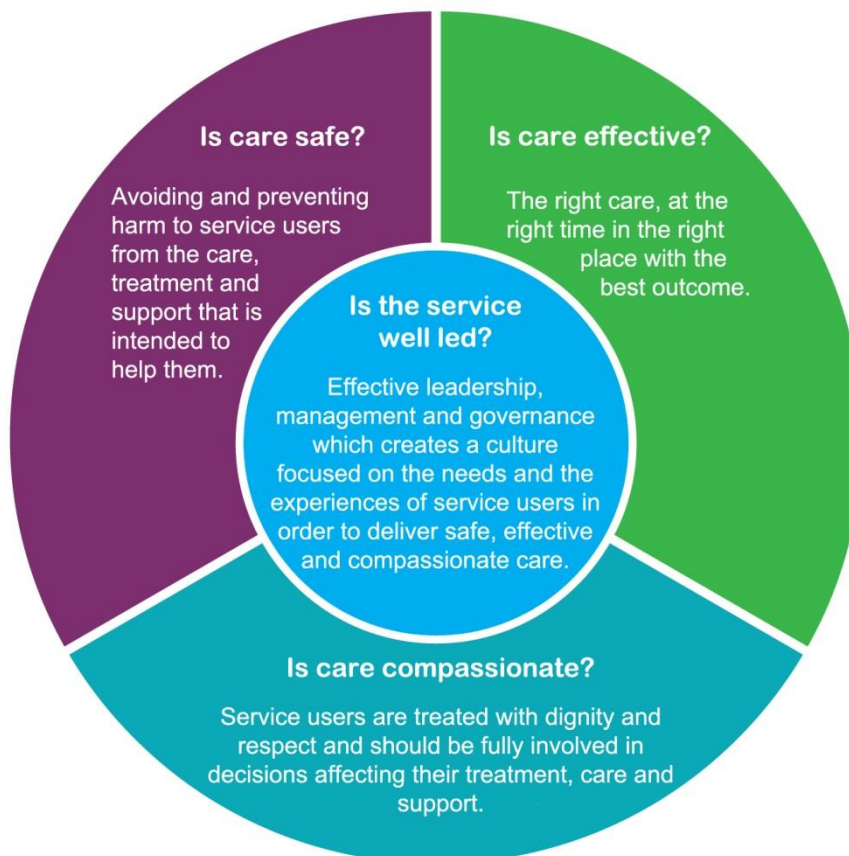 Is care safe?
Avoiding and preventing
harm to service users
from the care,
treatment and
support that is
intended to
help them.
Is care effective?
The right care, at the
right time in the right
place with the
best outcome.
Is the service
well led?
Effective leadership,
management and governance
which creates a culture
focused on the needs and the
experiences of service users in
order to deliver safe, effective
and compassionate care.
Is care compassionate?
Service users are treated with dignity and
respect and should be fully involved in
decisions affecting their treatment, care and
support.